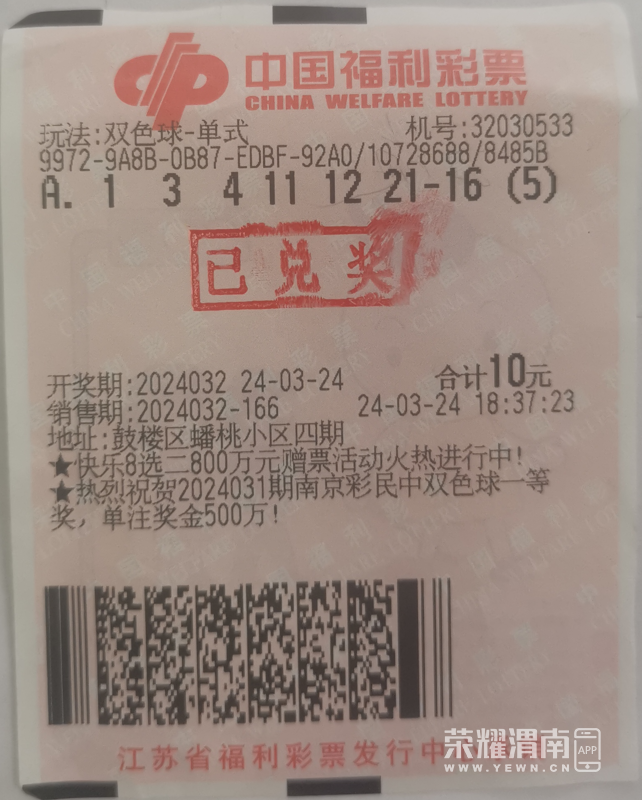 中国福利彩票
CHINA WELFARE LOTTERY
玩法:双色球-单式 机号:32030533
9972-9A8B-0B87-EDBF-92A0/10728688/8485B
A. 1 3 4 11 12 21-16 (5)
已兑奖
开奖期:2024032 24-03-24 合计10元
销售期:2024032-166 24-03-24 18:37:23
地址:鼓楼区蟠桃小区四期
★快乐8选二800万元赠票活动火热进行中!
★热烈祝贺2024031期南京彩民中双色球一等
奖, 单注奖金500万!
江苏省福利彩票发行中
荣耀渭南 APP
WWW.YEWN.CN